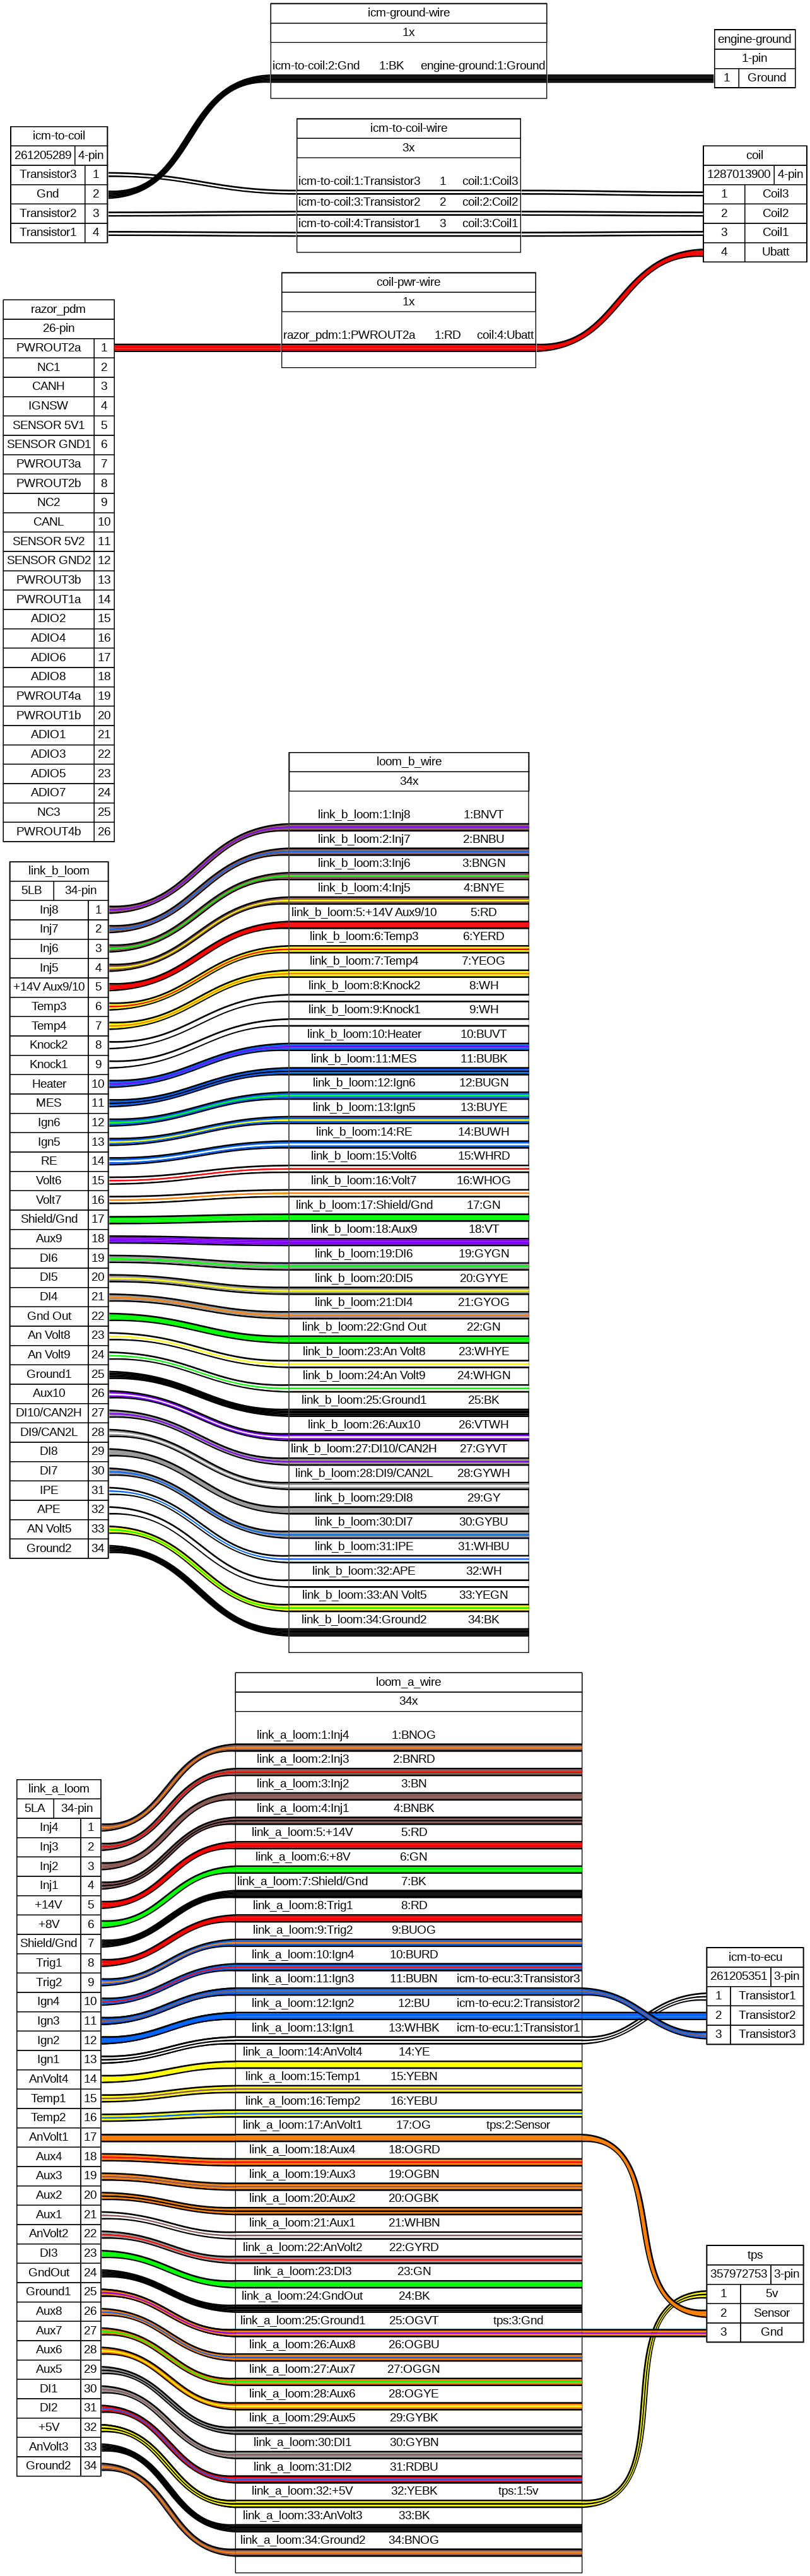 icm-ground-wire
1x
icm-to-coil:2:Gnd 1:BK engine-ground:1:Ground
engine-ground
1-pin
1 Ground
icm-to-coil
261205289 4-pin
Transistor3 1
Gnd 2
Transistor2 3
Transistor1 4
icm-to-coil-wire
3x
icm-to-coil:1:Transistor3 1 coil:1:Coil3
icm-to-coil:3:Transistor2 2 coil:2:Coil2
icm-to-coil:4:Transistor1 3 coil:3:Coil1
coil
1287013900 4-pin
1 Coil3
2 Coil2
3 Coil1
4 Ubatt
coil-pwr-wire
1x
razor_pdm:1:PWROUT2a 1:RD coil:4:Ubatt
razor_pdm
26-pin
PWROUT2a 1
NC1 2
CANH 3
IGNSW 4
SENSOR 5V1 5
SENSOR GND1 6
PWROUT3a 7
PWROUT2b 8
NC2 9
CANL 10
SENSOR 5V2 11
SENSOR GND2 12
PWROUT3b 13
PWROUT1a 14
ADIO2 15
ADIO4 16
ADIO6 17
ADIO8 18
PWROUT4a 19
PWROUT1b 20
ADIO1 21
ADIO3 22
ADIO5 23
ADIO7 24
NC3 25
PWROUT4b 26
loom_b_wire
34x
link_b_loom:1:Inj8 1:BNVT
link_b_loom:2:Inj7 2:BNBU
link_b_loom:3:Inj6 3:BNGN
link_b_loom:4:Inj5 4:BNYE
link_b_loom:5:+14V Aux9/10 5:RD
link_b_loom:6:Temp3 6:YERD
link_b_loom:7:Temp4 7:YEOG
link_b_loom:8:Knock2 8:WH
link_b_loom:9:Knock1 9:WH
link_b_loom:10:Heater 10:BUVT
link_b_loom:11:MES 11:BUBK
link_b_loom:12:Ign6 12:BUGN
link_b_loom:13:Ign5 13:BUYE
link_b_loom:14:RE 14:BUWH
link_b_loom:15:Volt6 15:WHRD
link_b_loom:16:Volt7 16:WHOG
link_b_loom:17:Shield/Gnd 17:GN
link_b_loom:18:Aux9 18:VT
link_b_loom:19:DI6 19:GYGN
link_b_loom:20:DI5 20:GYYE
link_b_loom:21:DI4 21:GYOG
link_b_loom:22:Gnd Out 22:GN
link_b_loom:23:An Volt8 23:WHYE
link_b_loom:24:An Volt9 24:WHGN
link_b_loom:25:Ground1 25:BK
link_b_loom:26:Aux10 26:VTWH
link_b_loom:27:DI10/CAN2H 27:GYVT
link_b_loom:28:DI9/CAN2L 28:GYWH
link_b_loom:29:DI8 29:GY
link_b_loom:30:DI7 30:GYBU
link_b_loom:31:IPE 31:WHBU
link_b_loom:32:APE 32:WH
link_b_loom:33:AN Volt5 33:YEGN
link_b_loom:34:Ground2 34:BK
link_b_loom
5LB 34-pin
Inj8 1
Inj7 2
Inj6 3
Inj5 4
+14V Aux9/10 5
Temp3 6
Temp4 7
Knock2 8
Knock1 9
Heater 10
MES 11
Ign6 12
Ign5 13
RE 14
Volt6 15
Volt7 16
Shield/Gnd 17
Aux9 18
DI6 19
DI5 20
DI4 21
Gnd Out 22
An Volt8 23
An Volt9 24
Ground1 25
Aux10 26
DI10/CAN2H 27
DI9/CAN2L 28
DI8 29
DI7 30
IPE 31
APE 32
AN Volt5 33
Ground2 34
loom_a_wire
34x
link_a_loom:1:Inj4 1:BNOG
link_a_loom:2:Inj3 2:BNRD
link_a_loom:3:Inj2 3:BN
link_a_loom:4:Inj1 4:BNBK
link_a_loom:5:+14V 5:RD
link_a_loom:6:+8V 6:GN
link_a_loom:7:Shield/Gnd 7:BK
link_a_loom:8:Trig1 8:RD
link_a_loom:9:Trig2 9:BUOG
link_a_loom:10:Ign4 10:BURD
link_a_loom:11:Ign3 11:BUBN icm-to-ecu:3:Transistor3
link_a_loom:12:Ign2 12:BU icm-to-ecu:2:Transistor2
link_a_loom:13:Ign1 13:WHBK icm-to-ecu:1:Transistor1
link_a_loom:14:AnVolt4 14:YE
link_a_loom:15:Temp1 15:YEBN
link_a_loom:16:Temp2 16:YEBU
link_a_loom:17:AnVolt1 17:OG tps:2:Sensor
link_a_loom:18:Aux4 18:OGRD
link_a_loom:19:Aux3 19:OGBN
link_a_loom:20:Aux2 20:OGBK
link_a_loom:21:Aux1 21:WHBN
link_a_loom:22:AnVolt2 22:GYRD
link_a_loom:23:DI3 23:GN
link_a_loom:24:GndOut 24:BK
link_a_loom:25:Ground1 25:OGVT tps:3:Gnd
link_a_loom:26:Aux8 26:OGBU
link_a_loom:27:Aux7 27:OGGN
link_a_loom:28:Aux6 28:OGYE
link_a_loom:29:Aux5 29:GYBK
link_a_loom:30:DI1 30:GYBN
link_a_loom:31:DI2 31:RDBU
link_a_loom:32:+5V 32:YEBK tps:1:5v
link_a_loom:33:AnVolt3 33:BK
link_a_loom:34:Ground2 34:BNOG
link_a_loom
5LA 34-pin
Inj4 1
Inj3 2
Inj2 3
Inj1 4
+14V 5
+8V 6
Shield/Gnd 7
Trig1 8
Trig2 9
Ign4 10
Ign3 11
Ign2 12
Ign1 13
AnVolt4 14
Temp1 15
Temp2 16
AnVolt1 17
Aux4 18
Aux3 19
Aux2 20
Aux1 21
AnVolt2 22
DI3 23
GndOut 24
Ground1 25
Aux8 26
Aux7 27
Aux6 28
Aux5 29
DI1 30
DI2 31
+5V 32
AnVolt3 33
Ground2 34
icm-to-ecu
261205351 3-pin
1 Transistor1
2 Transistor2
3 Transistor3
tps
357972753 3-pin
1 5v
2 Sensor
3 Gnd